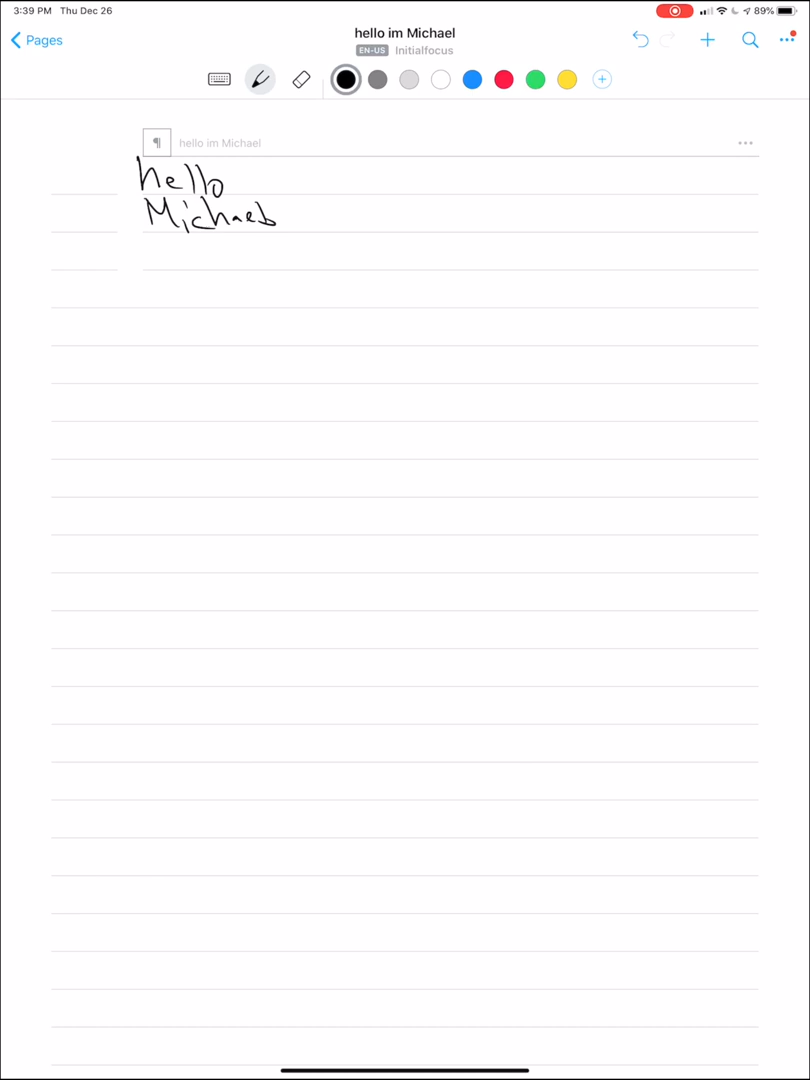 3:39 PM Thu Dec 26 89%
Pages
hello im Michael
EN-US Initialfocus
¶ hello im Michael
hello
Michael